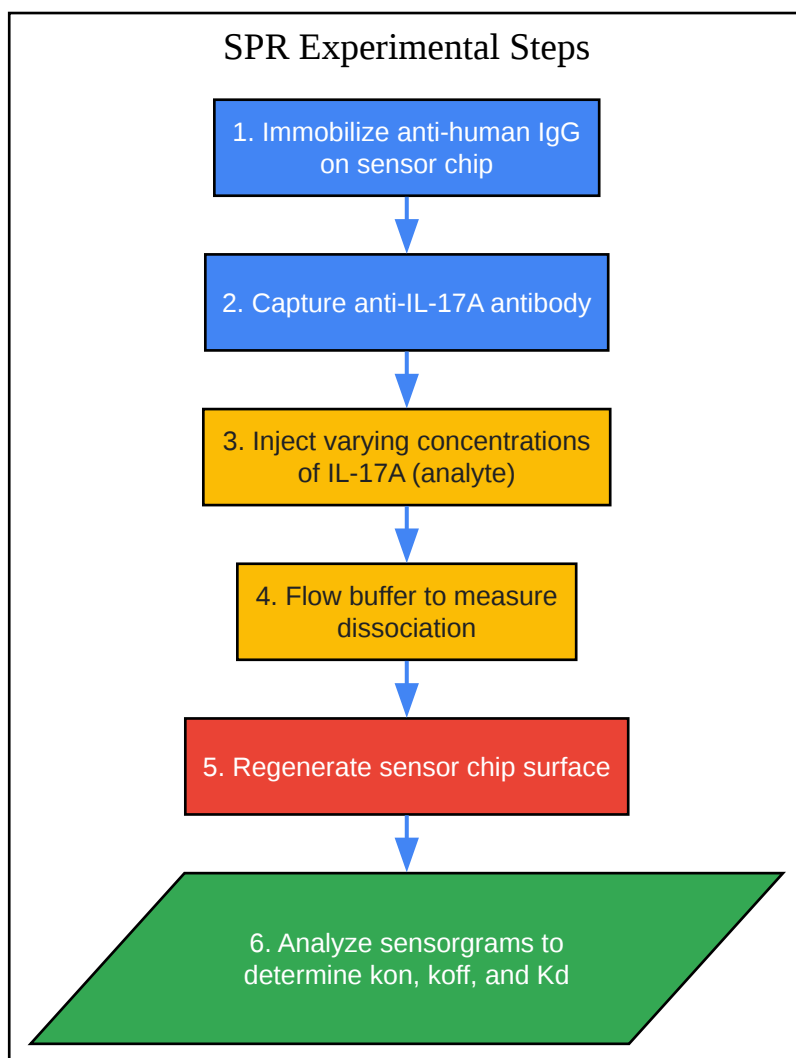 SPR Experimental Steps
1. Immobilize anti-human IgG
on sensor chip
2. Capture anti-IL-17A antibody
3. Inject varying concentrations
of IL-17A (analyte)
4. Flow buffer to measure
dissociation
5. Regenerate sensor chip surface
6. Analyze sensorgrams to
determine kon, koff, and Kd